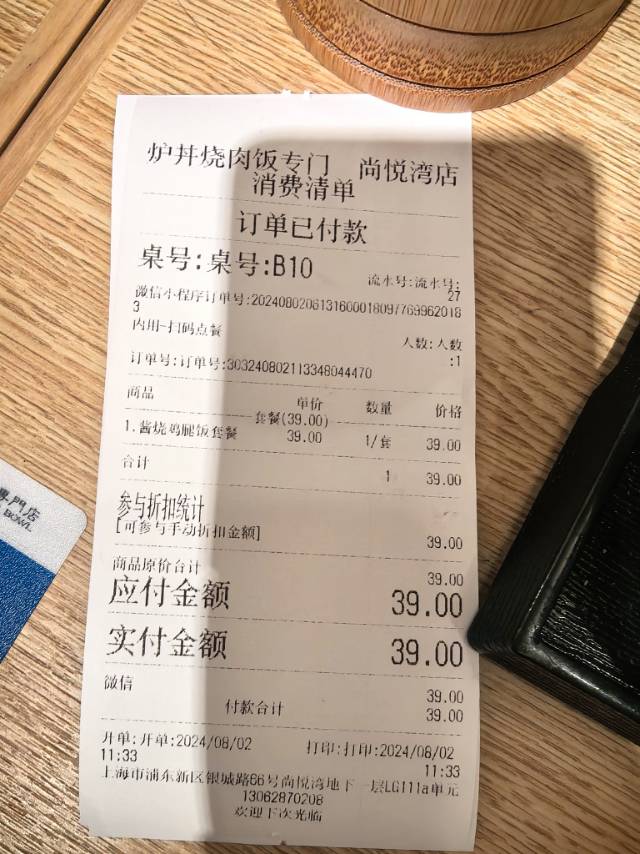 炉丼烧肉饭专门 尚悦湾店
消费清单
订单已付款
桌号:桌号:B10
流水号:流水号:
27
微信小程序订单号:2024080206131600018097769962018
3
内用-扫码点餐
人数:人数
:1
订单号:订单号:303240802113348044470
商品 单价 数量 价格
套餐(39.00)
1.酱烧鸡腿饭套餐 39.00 1/套 39.00
合计 1 39.00
参与折扣统计
[可参与手动折扣金额] 39.00
商品原价合计 39.00
应付金额 39.00
实付金额 39.00
微信 39.00
付款合计 39.00
开单:开单:2024/08/02 打印:打印:2024/08/02
11:33 11:33
上海市浦东新区银城路66号尚悦湾地下一层LG111a单元
13062870208
欢迎下次光临
專門店
BOWL